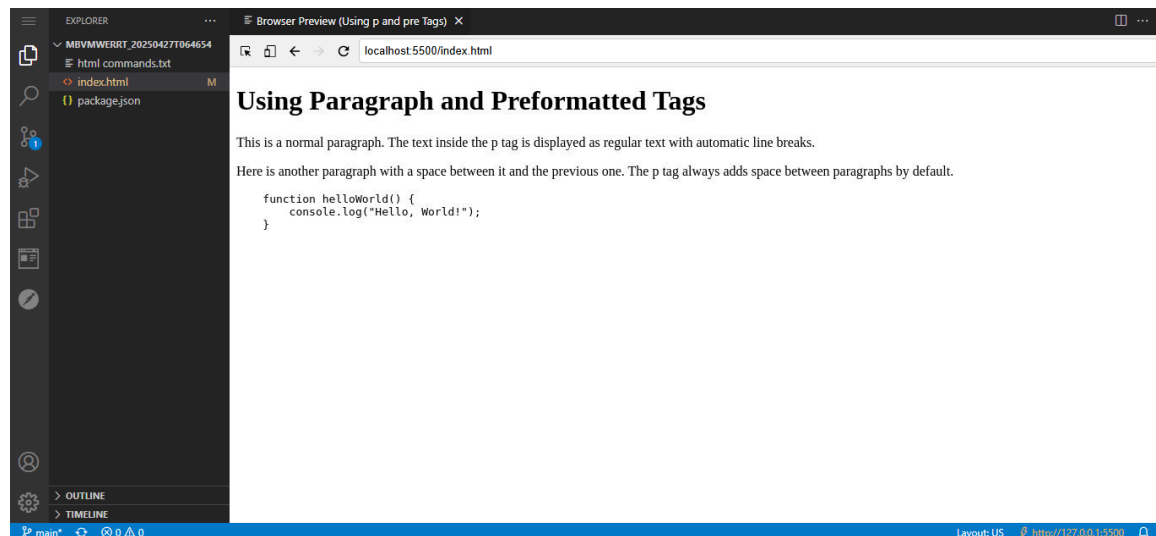 EXPLORER
Browser Preview (Using p and pre Tags)
MBVMWERRT_20250427T064654
html commands.txt
index.html M
package.json
localhost:5500/index.html
Using Paragraph and Preformatted Tags
This is a normal paragraph. The text inside the p tag is displayed as regular text with automatic line breaks.
Here is another paragraph with a space between it and the previous one. The p tag always adds space between paragraphs by default.
function helloWorld() {
    console.log("Hello, World!");
}
1
OUTLINE
TIMELINE
main* 0 0 Layout: US http://127.0.0.1:5500